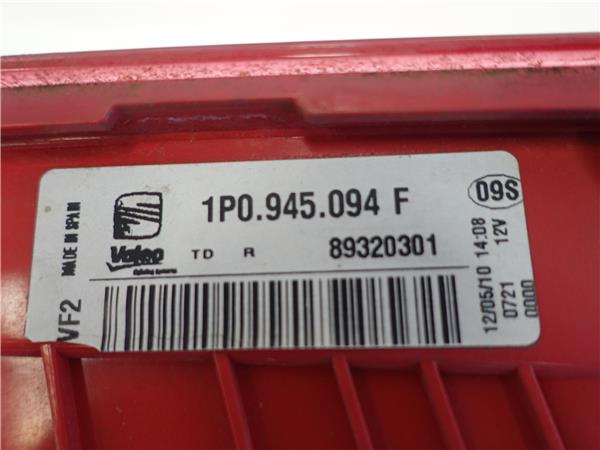 1P0.945.094 F
Valeo
TD R 89320301
MADE IN SPAIN
VF2
09S
12/05/10 14:08
0721 12V
0000